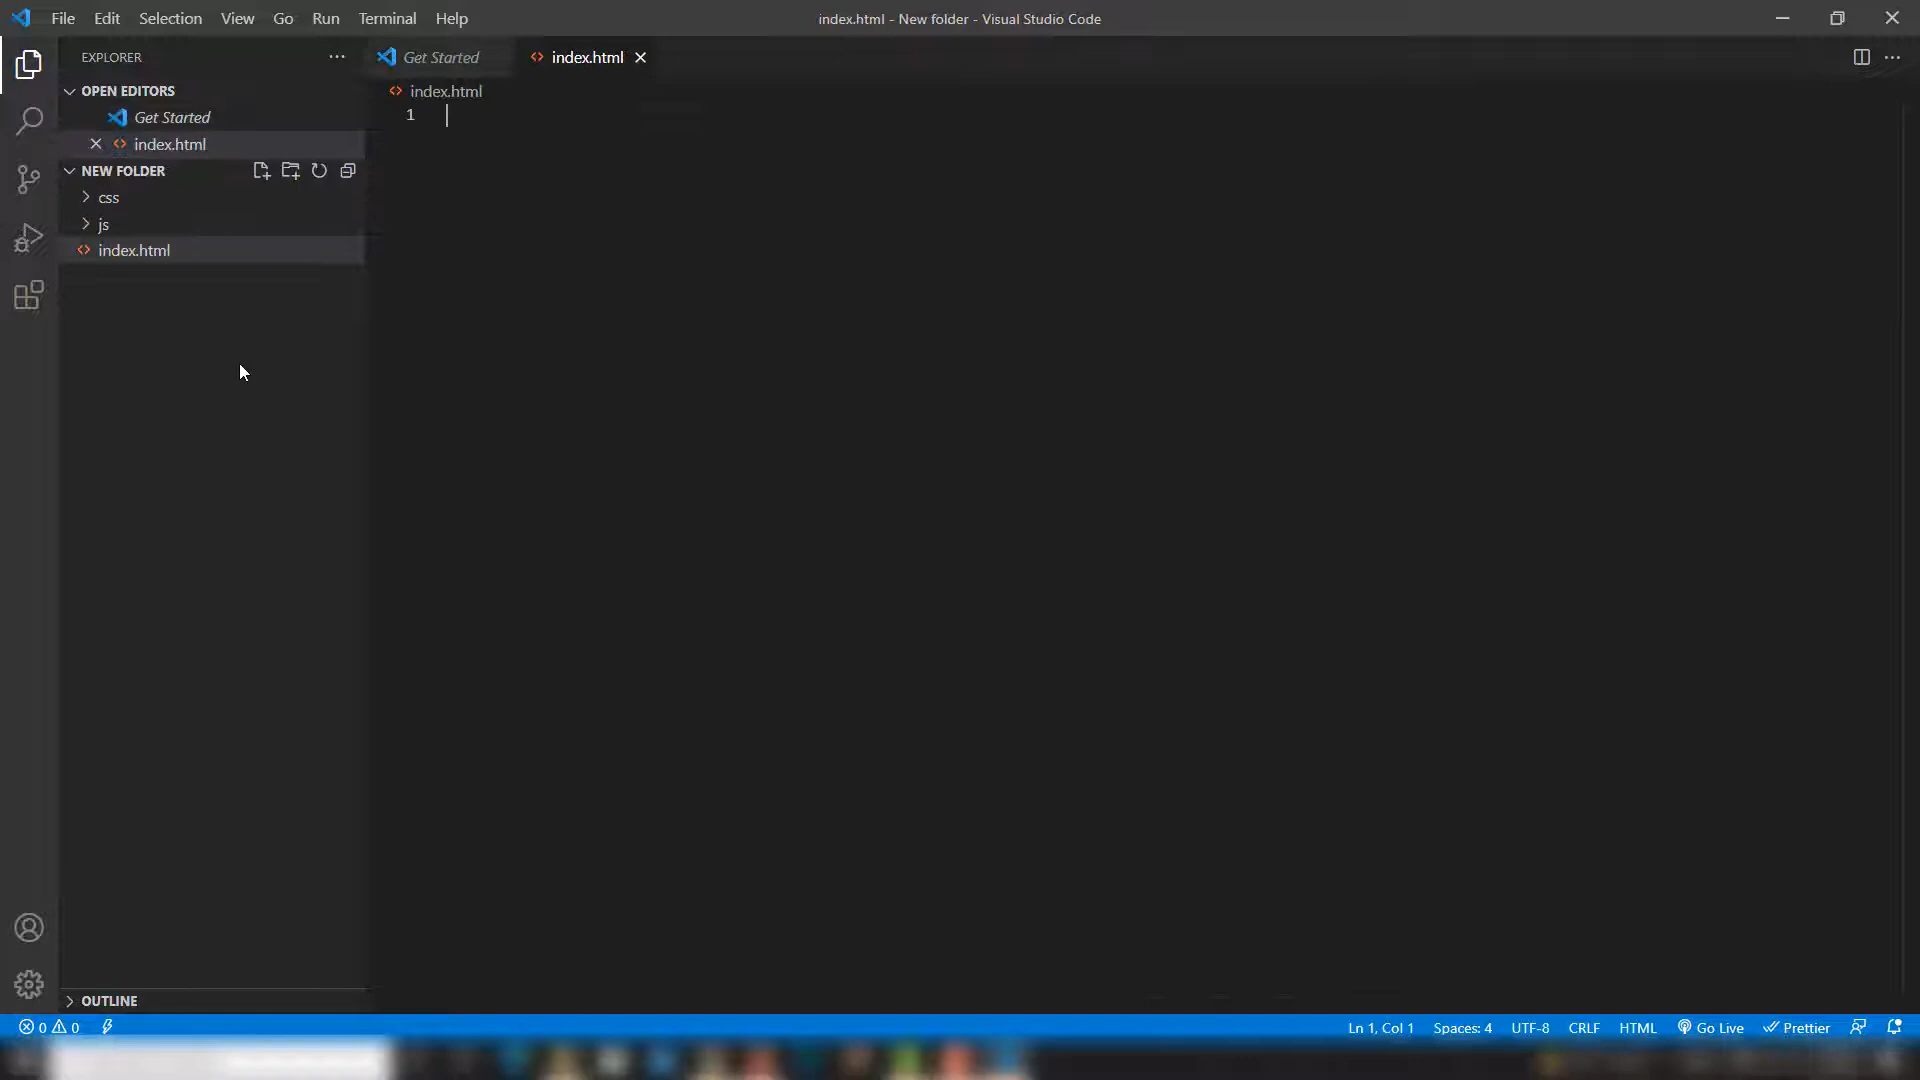 File Edit Selection View Go Run Terminal Help
index.html - New folder - Visual Studio Code
EXPLORER
Get Started
index.html
OPEN EDITORS
Get Started
index.html
NEW FOLDER
css
js
index.html
index.html
1
OUTLINE
0 0
Ln 1, Col 1 Spaces: 4 UTF-8 CRLF HTML Go Live Prettier